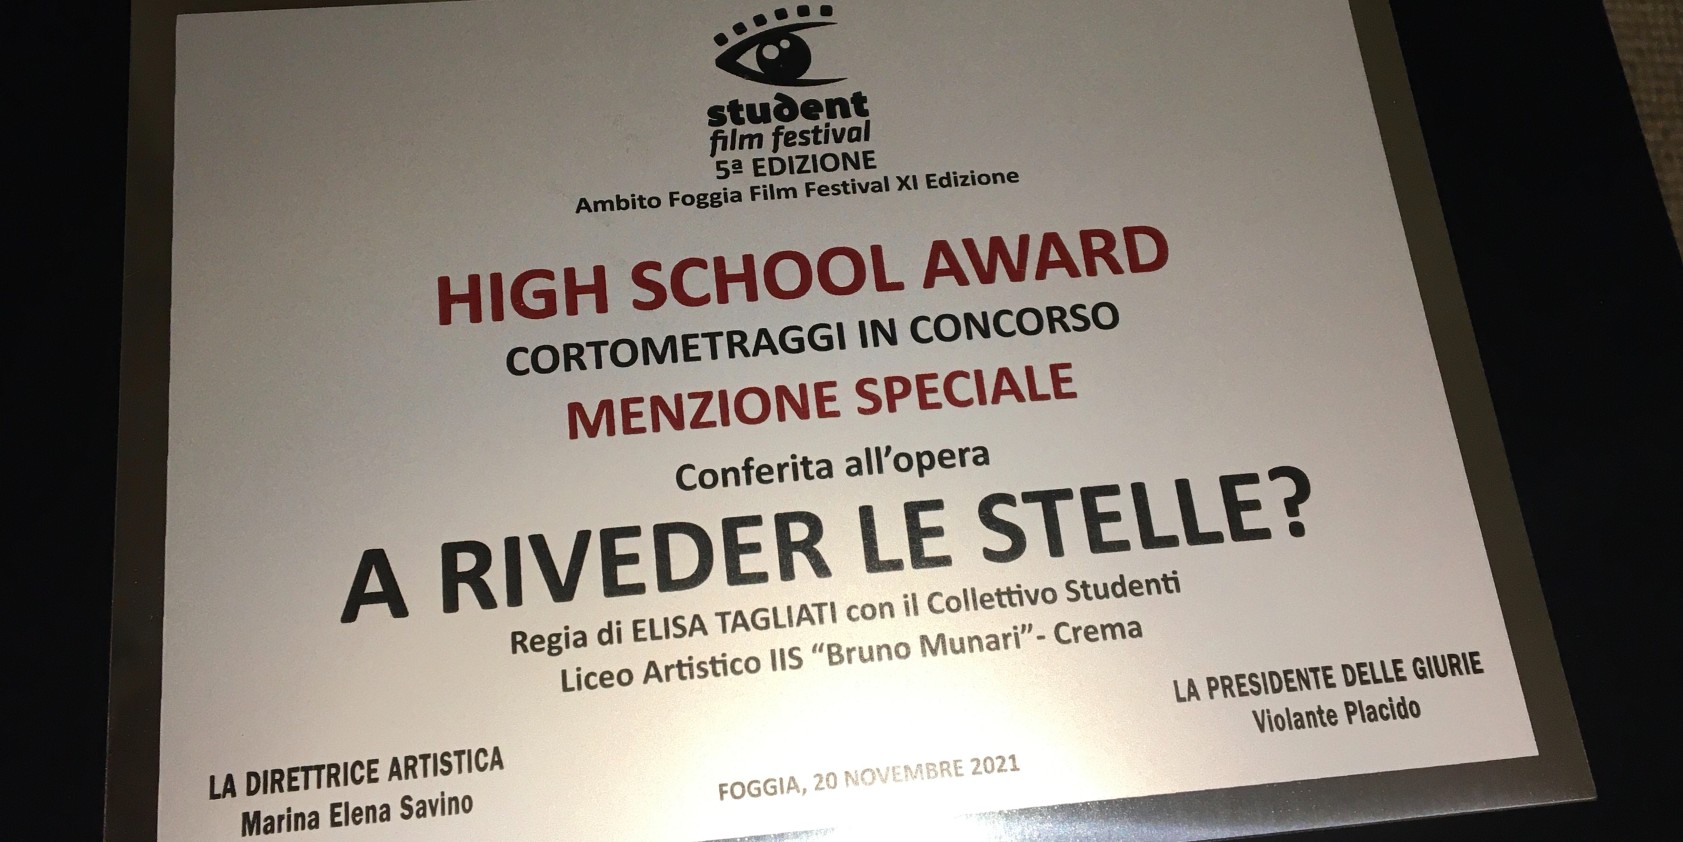 student
film festival
5ª EDIZIONE
Ambito Foggia Film Festival XI Edizione
HIGH SCHOOL AWARD
CORTOMETRAGGI IN CONCORSO
MENZIONE SPECIALE
Conferita all’opera
A RIVEDER LE STELLE?
Regia di ELISA TAGLIATI con il Collettivo Studenti
Liceo Artistico IIS “Bruno Munari”- Crema
LA PRESIDENTE DELLE GIURIE
Violante Placido
LA DIRETTRICE ARTISTICA
Marina Elena Savino
FOGGIA, 20 NOVEMBRE 2021